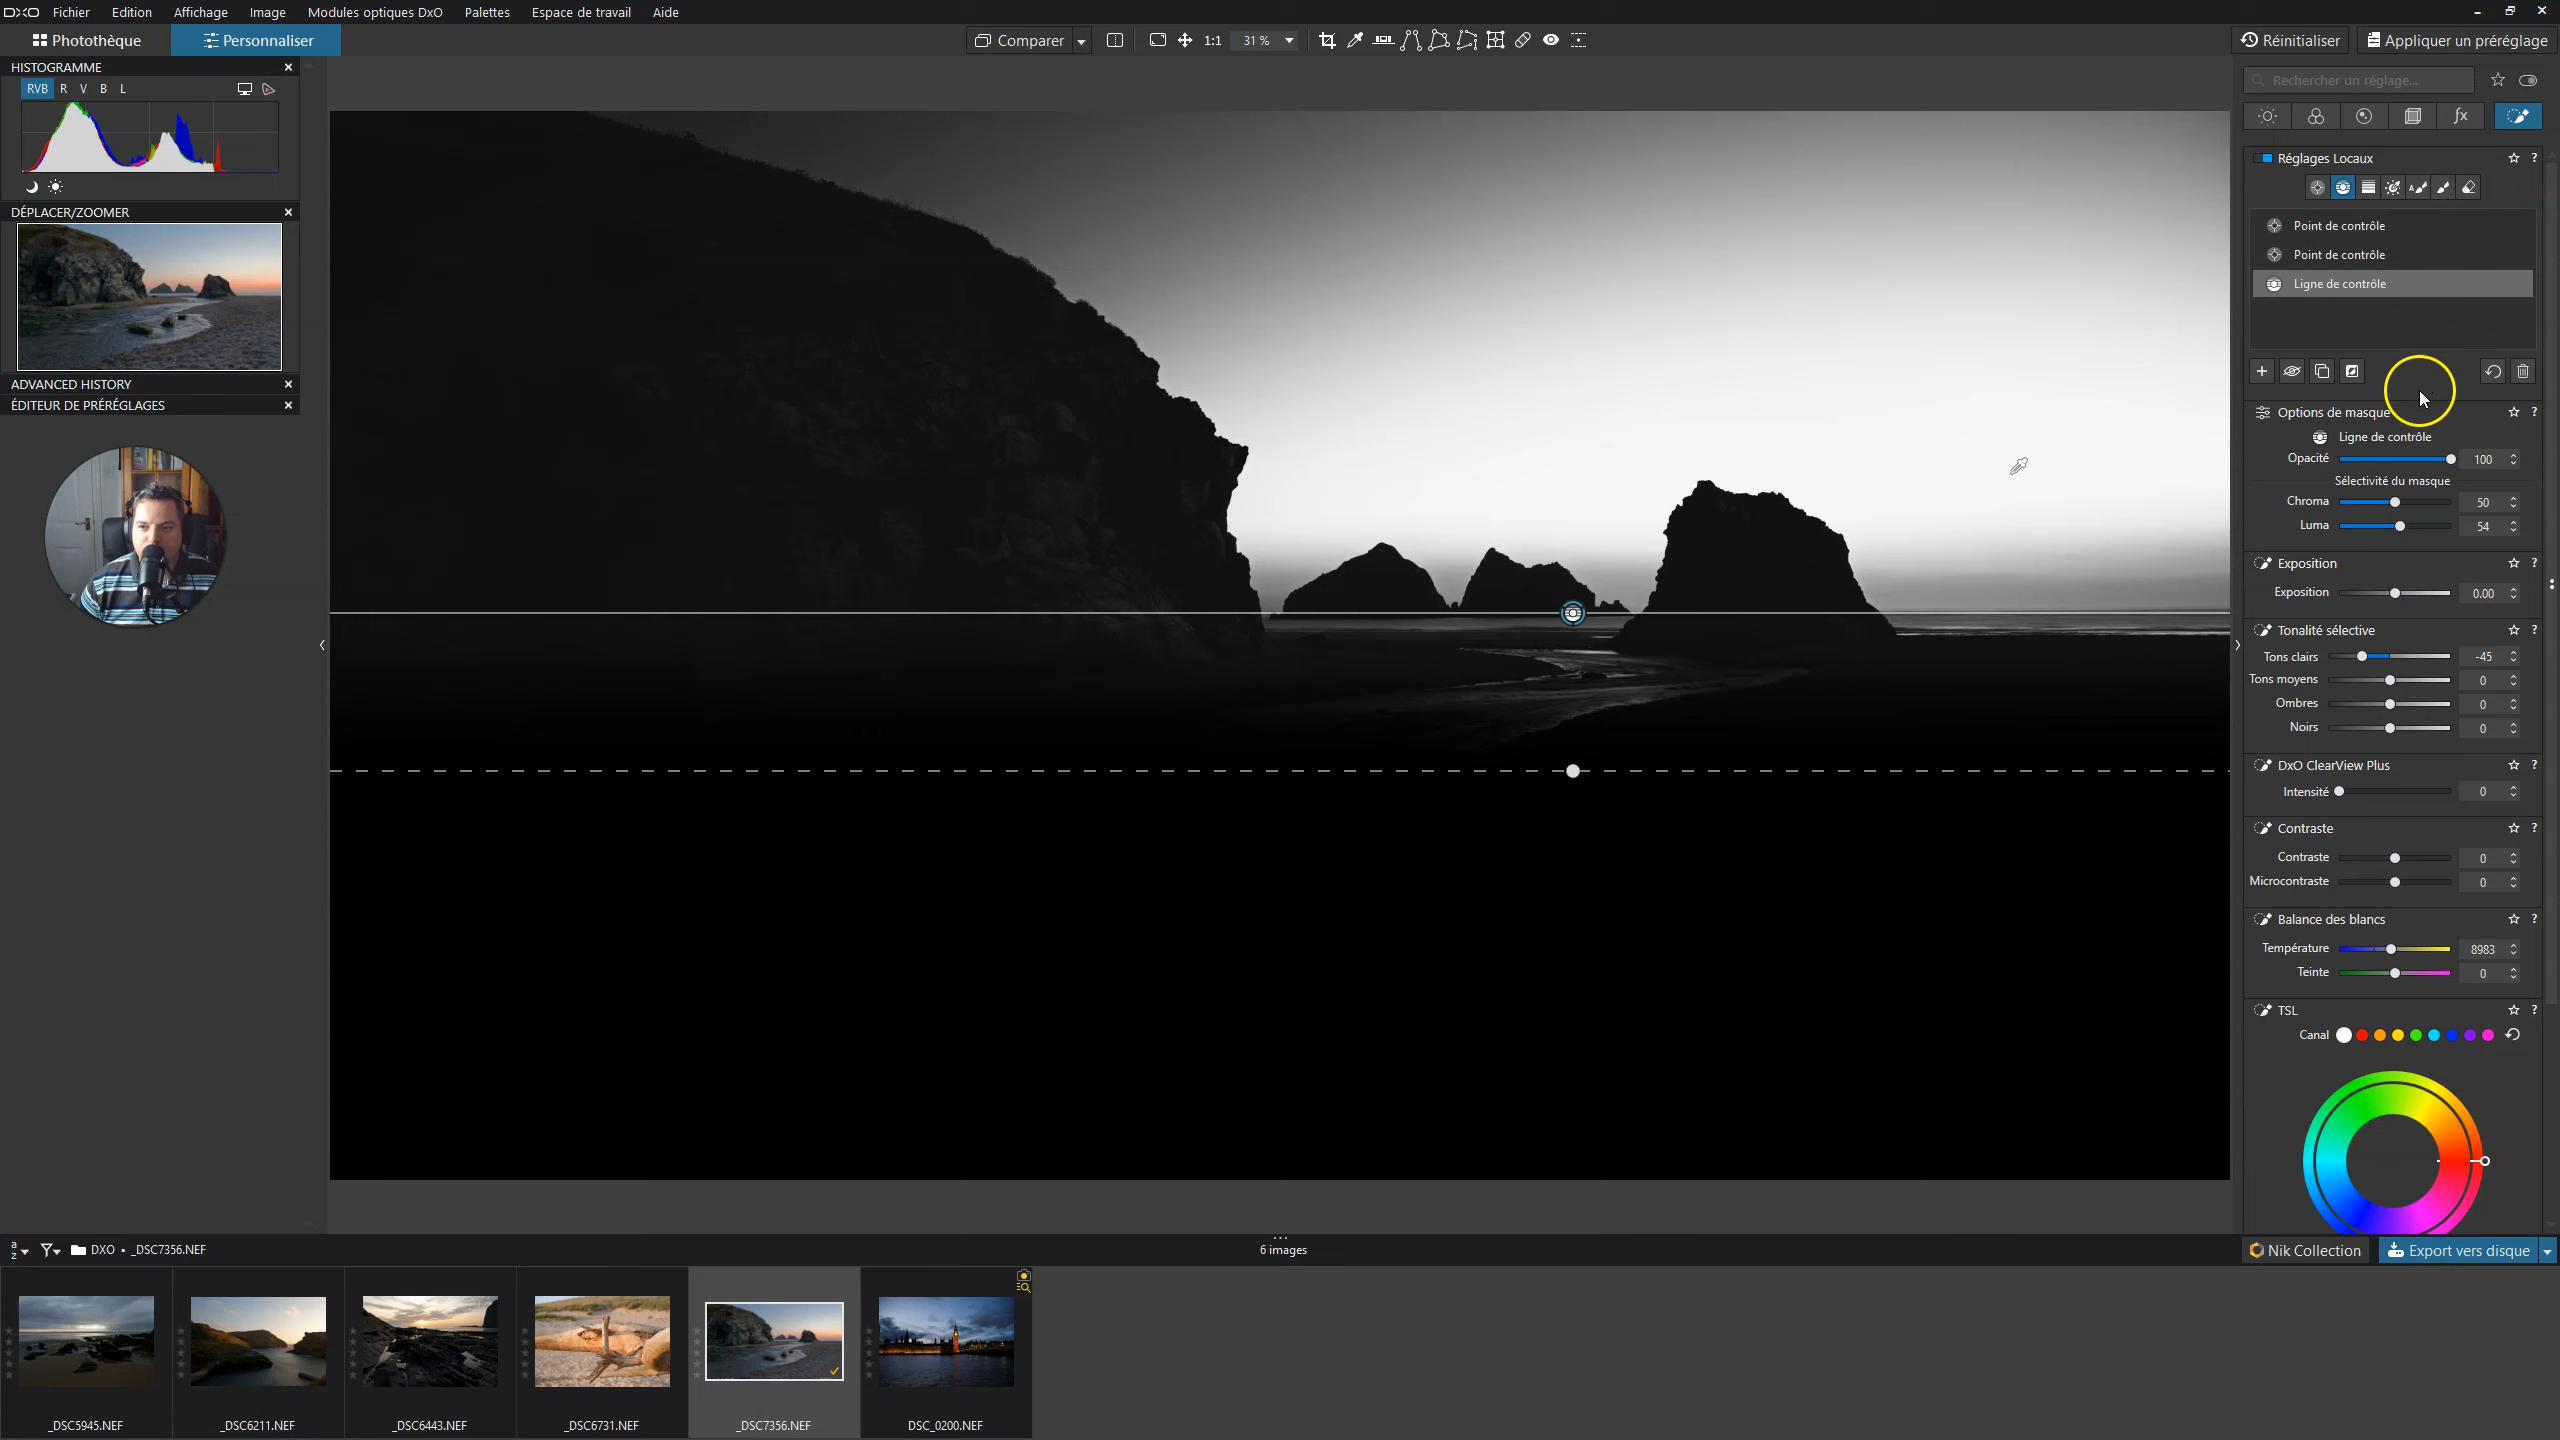 DXO Fichier Edition Affichage Image Modules optiques DxO Palettes Espace de travail Aide
Photothèque Personnaliser Comparer 1:1 31 % Réinitialiser Appliquer un préréglage
HISTOGRAMME
RVB R V B L
DÉPLACER/ZOOMER
ADVANCED HISTORY
ÉDITEUR DE PRÉRÉGLAGES
Rechercher un réglage...
fx
Réglages Locaux ?
Point de contrôle
Point de contrôle
Ligne de contrôle
Options de masque ?
Ligne de contrôle
Opacité 100
Sélectivité du masque
Chroma 50
Luma 54
Exposition ?
Exposition 0.00
Tonalité sélective ?
Tons clairs -45
Tons moyens 0
Ombres 0
Noirs 0
DxO ClearView Plus ?
Intensité 0
Contraste ?
Contraste 0
Microcontraste 0
Balance des blancs ?
Température 8983
Teinte 0
TSL ?
Canal
DXO • _DSC7356.NEF
6 images
Nik Collection Export vers disque
_DSC5945.NEF _DSC6211.NEF _DSC6443.NEF _DSC6731.NEF _DSC7356.NEF DSC_0200.NEF